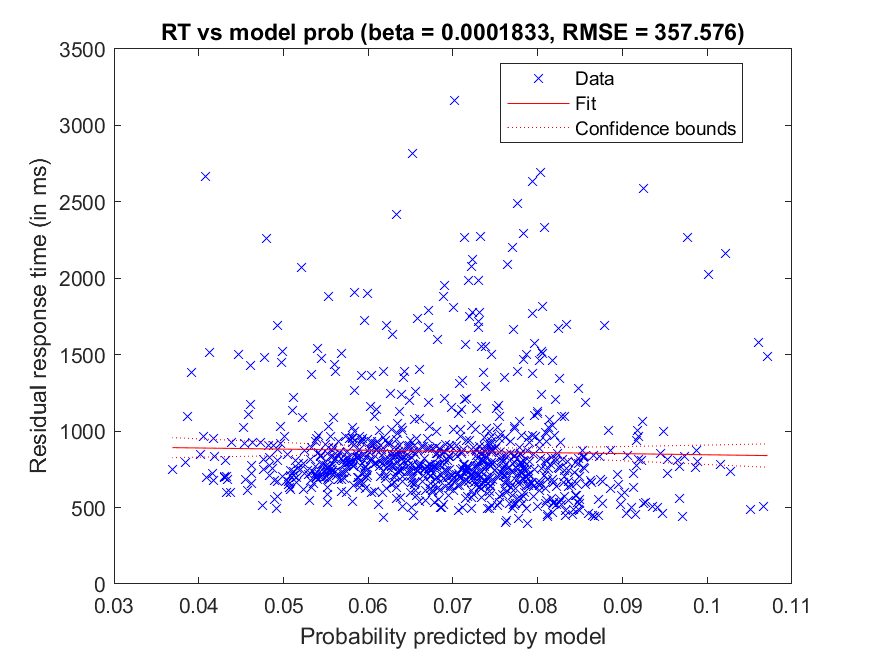 RT vs model prob (beta = 0.0001833, RMSE = 357.576)
3500
3000
2500
2000
1500
1000
500
0
Residual response time (in ms)
Data
Fit
Confidence bounds
0.03 0.04 0.05 0.06 0.07 0.08 0.09 0.1 0.11
Probability predicted by model